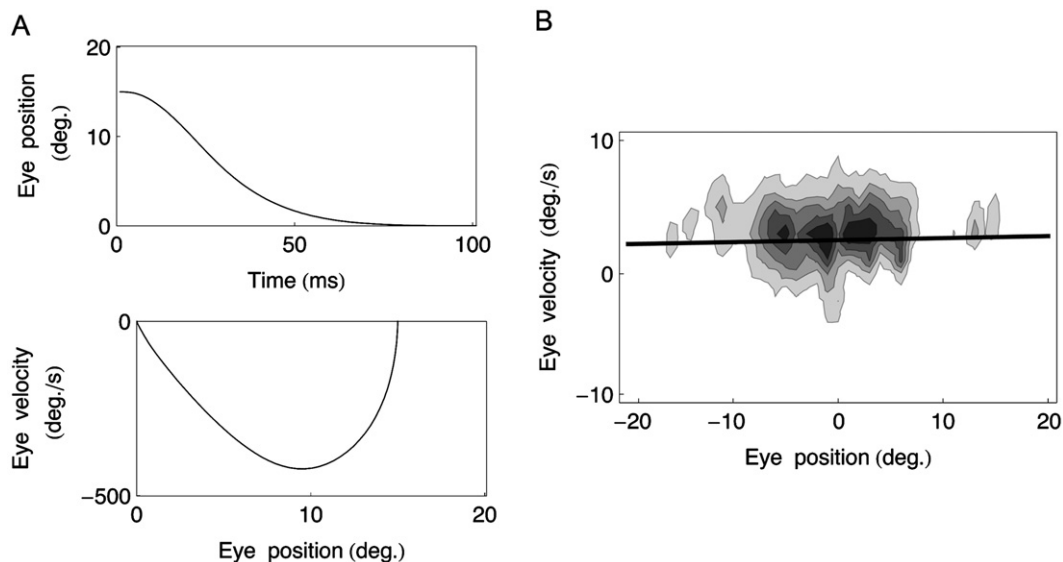 A
20
10
0
Eye position
(deg.)
0 50 100
Time (ms)
0
−500
Eye velocity
(deg./s)
0 10 20
Eye position (deg.)
B
10
0
−10
Eye velocity (deg./s)
−20 −10 0 10 20
Eye position (deg.)